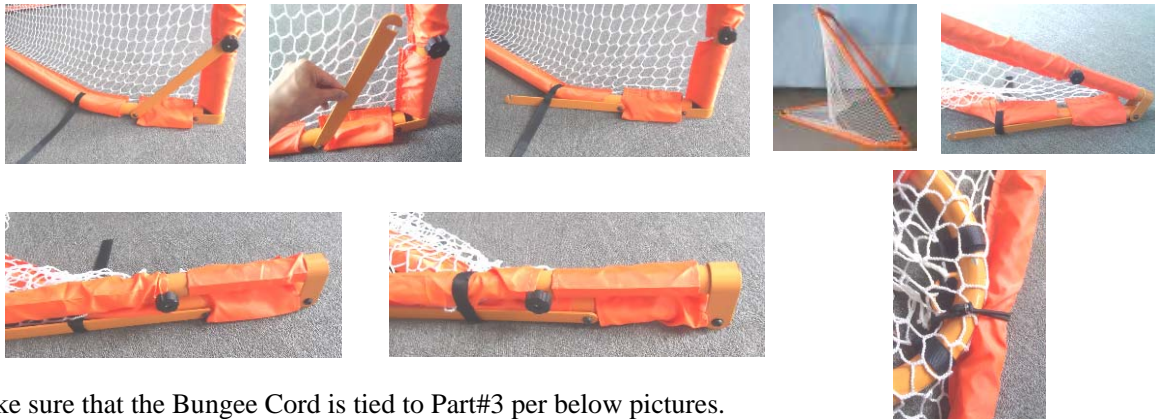 ke sure that the Bungee Cord is tied to Part#3 per below pictures.